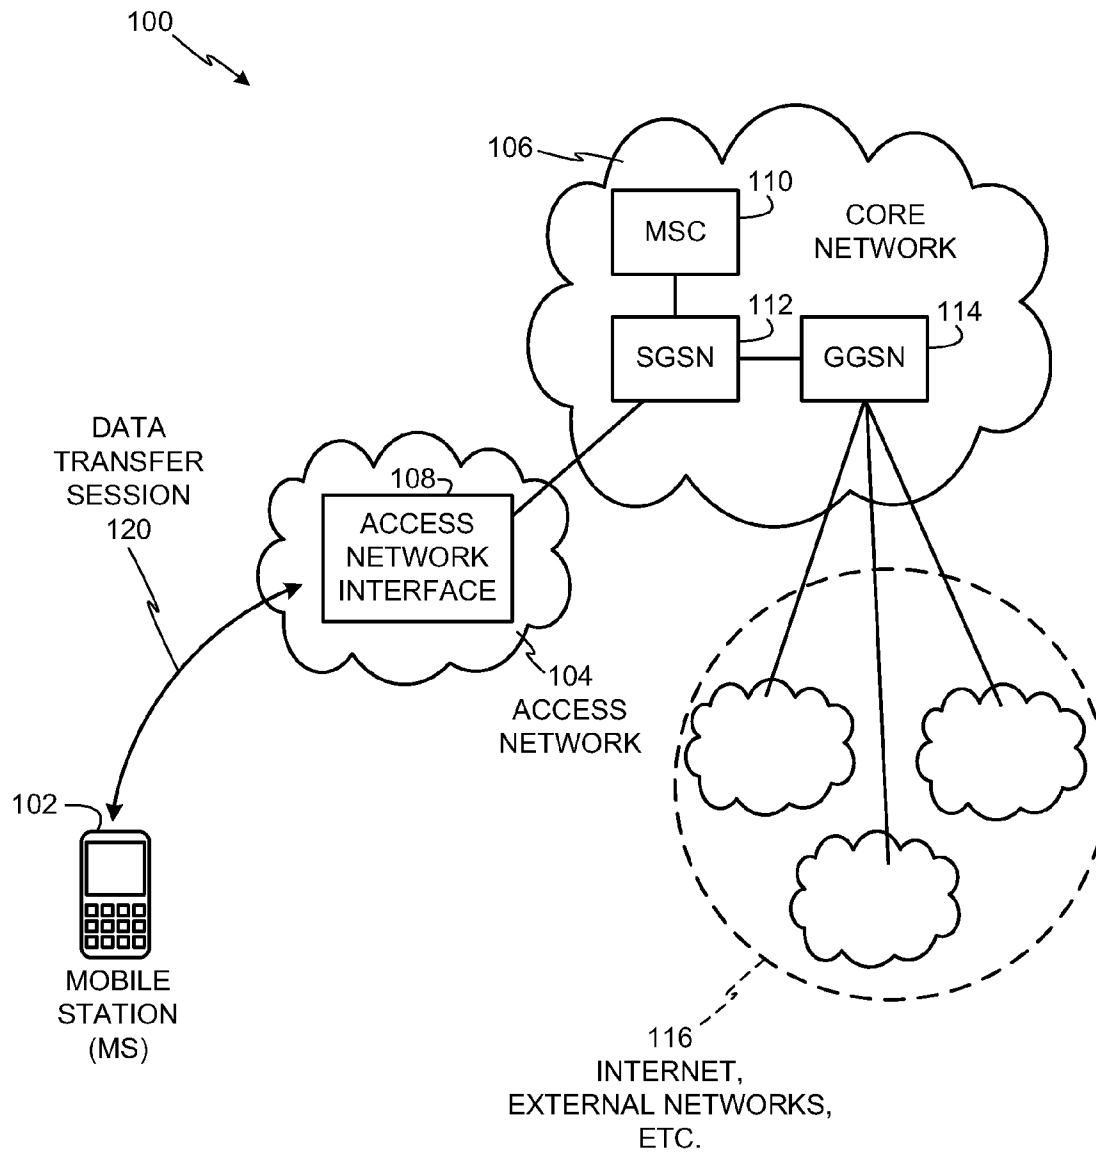 100
106
110
MSC
CORE
NETWORK
112
114
SGSN
GGSN
DATA
TRANSFER
SESSION
120
108
ACCESS
NETWORK
INTERFACE
104
ACCESS
NETWORK
102
MOBILE
STATION
(MS)
116
INTERNET,
EXTERNAL NETWORKS,
ETC.